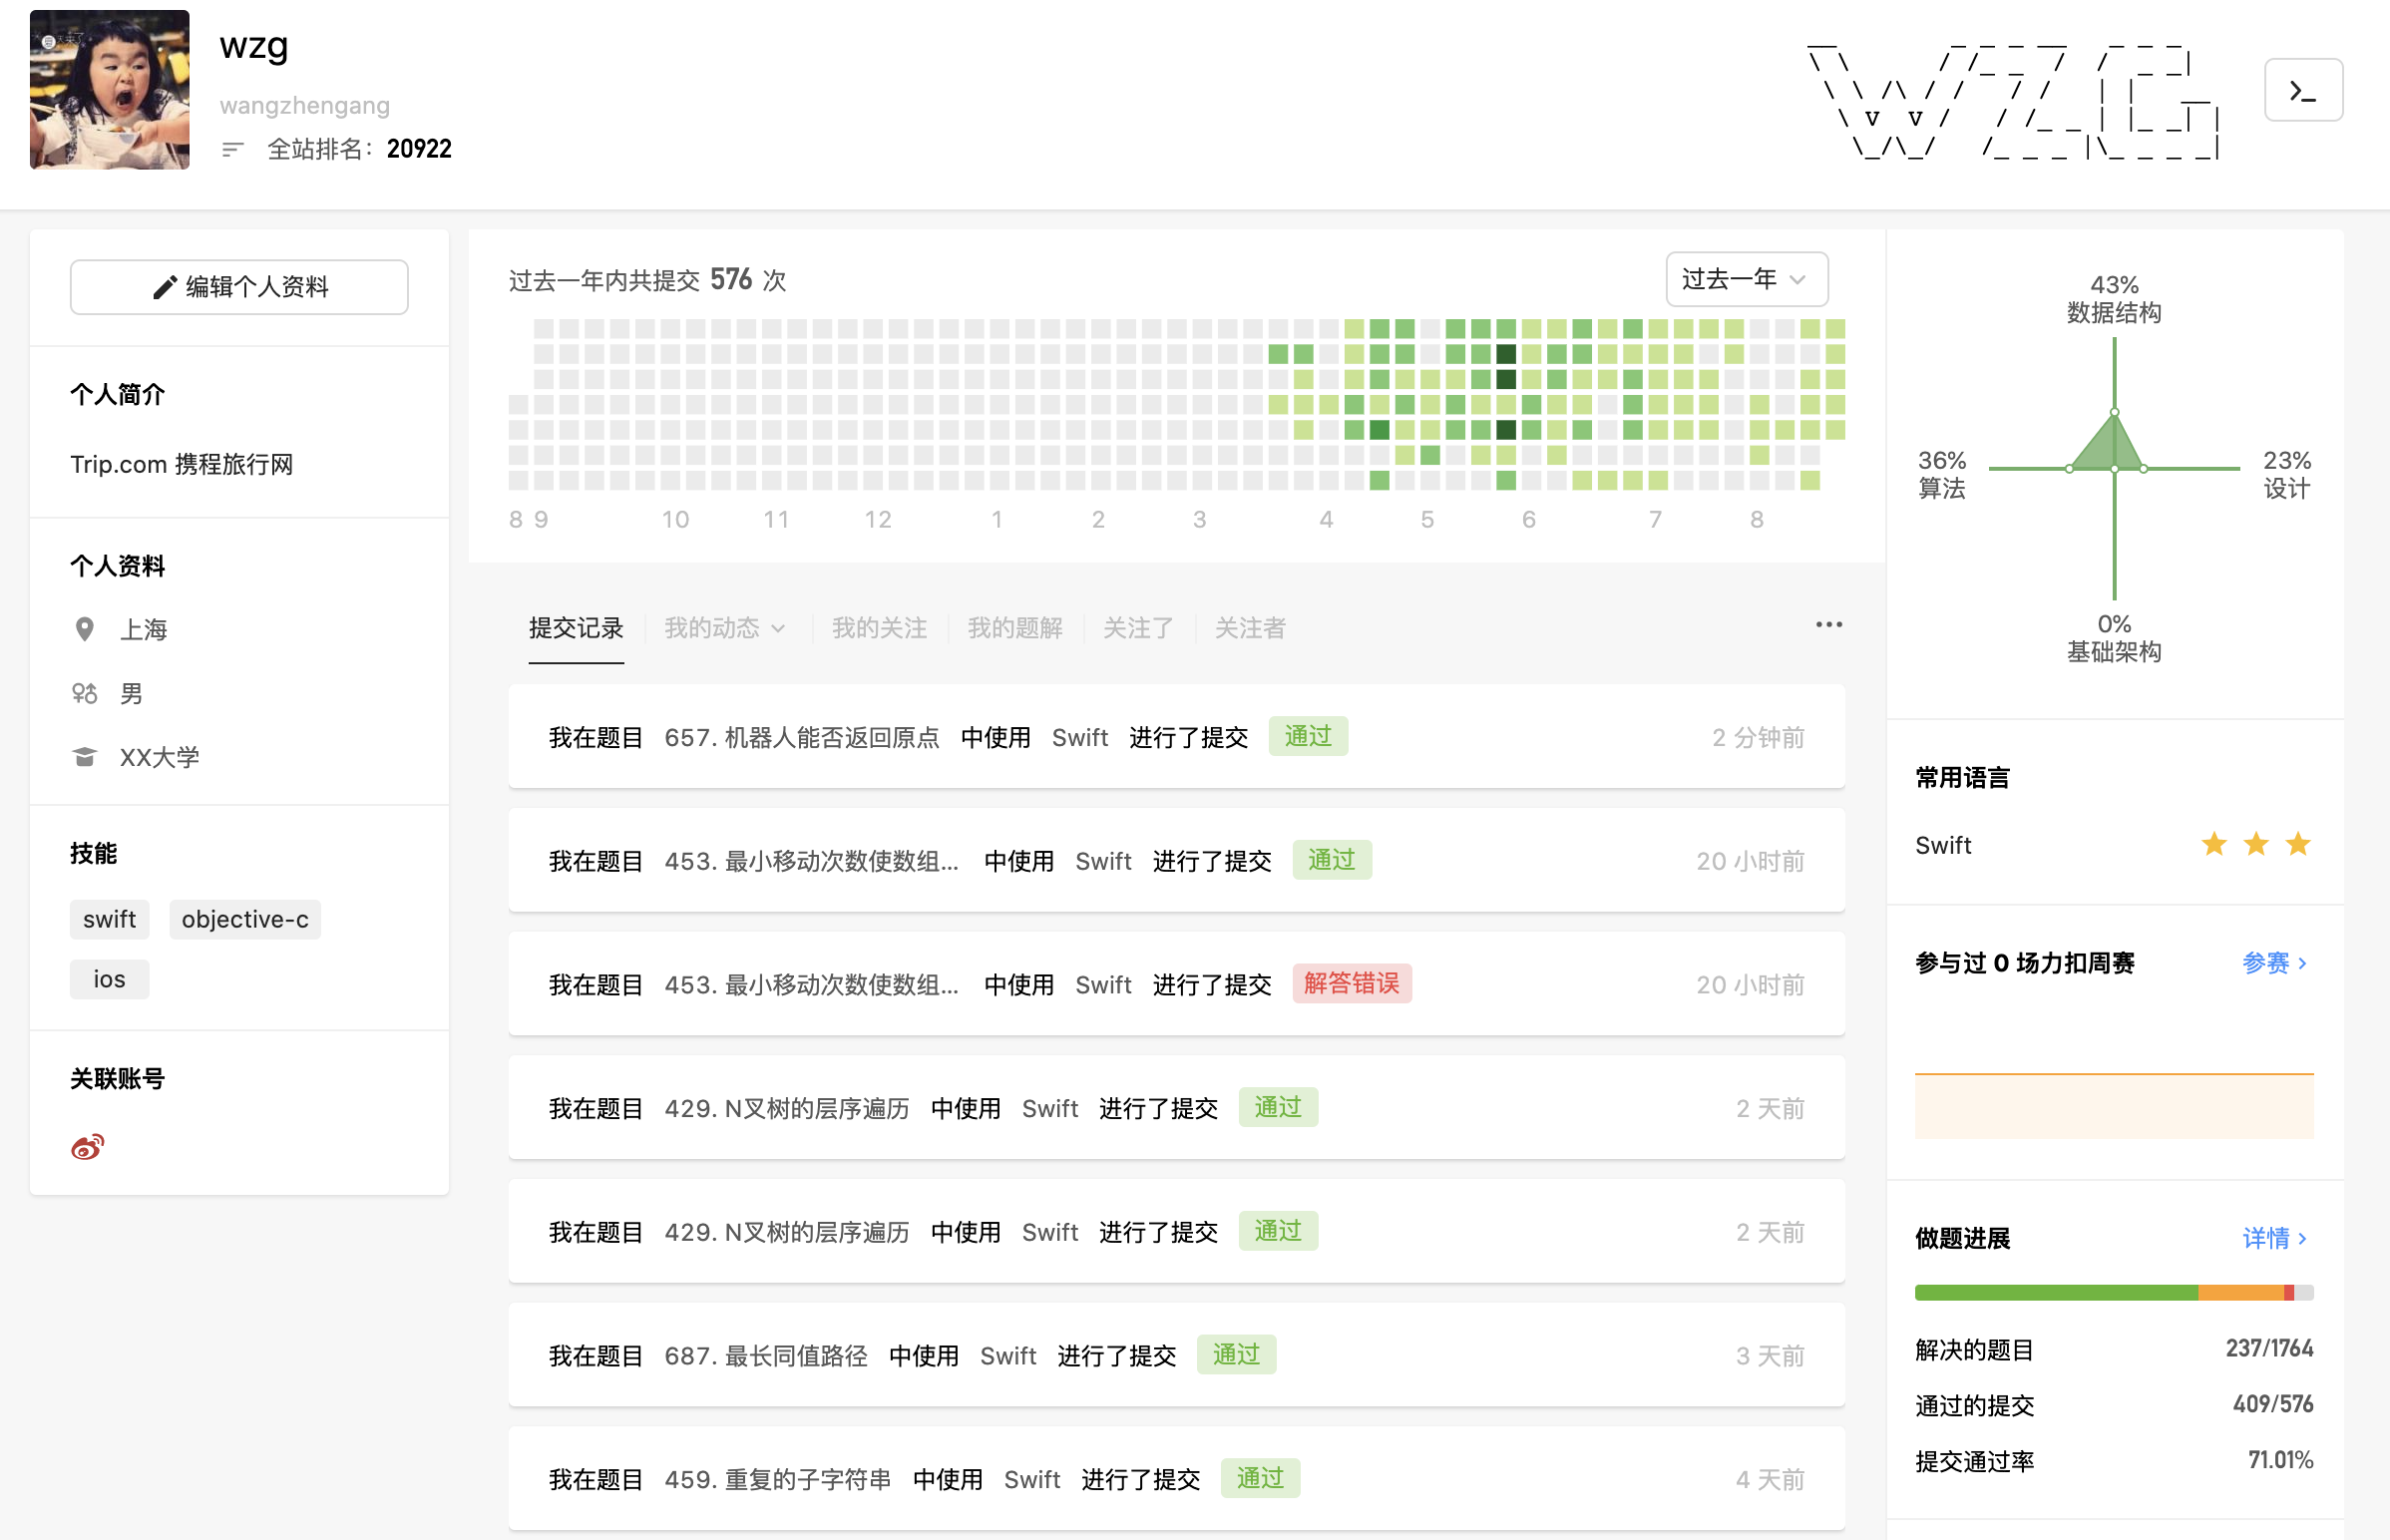 wzg
wangzhengang
全站排名: 20922
编辑个人资料
个人简介
Trip.com 携程旅行网
个人资料
上海
男
XX大学
技能
swift objective-c
ios
关联账号
过去一年内共提交 576 次 过去一年
8 9 10 11 12 1 2 3 4 5 6 7 8
提交记录 我的动态 我的关注 我的题解 关注了 关注者
我在题目 657. 机器人能否返回原点 中使用 Swift 进行了提交 通过 2 分钟前
我在题目 453. 最小移动次数使数组... 中使用 Swift 进行了提交 通过 20 小时前
我在题目 453. 最小移动次数使数组... 中使用 Swift 进行了提交 解答错误 20 小时前
我在题目 429. N叉树的层序遍历 中使用 Swift 进行了提交 通过 2 天前
我在题目 429. N叉树的层序遍历 中使用 Swift 进行了提交 通过 2 天前
我在题目 687. 最长同值路径 中使用 Swift 进行了提交 通过 3 天前
我在题目 459. 重复的子字符串 中使用 Swift 进行了提交 通过 4 天前
43%
数据结构
36%
算法
23%
设计
0%
基础架构
常用语言
Swift
参与过 0 场力扣周赛 参赛 >
做题进展 详情 >
解决的题目 237/1764
通过的提交 409/576
提交通过率 71.01%